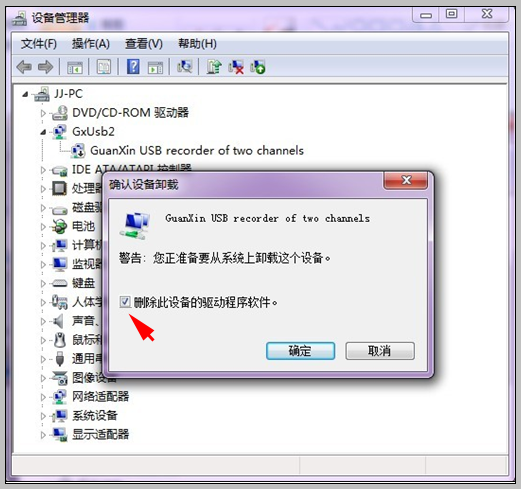 设备管理器
文件(F) 操作(A) 查看(V) 帮助(H)
JJ-PC
DVD/CD-ROM 驱动器
GxUsb2
GuanXin USB recorder of two channels
IDE ATA/ATAPI 控制器
处理器
确认设备卸载
GuanXin USB recorder of two channels
警告: 您正准备要从系统上卸载这个设备。
删除此设备的驱动程序软件。
确定 取消
磁盘驱
电池
计算机
监视器
键盘
人体学
声音、
鼠标和
通用串
图像设备
网络适配器
系统设备
显示适配器